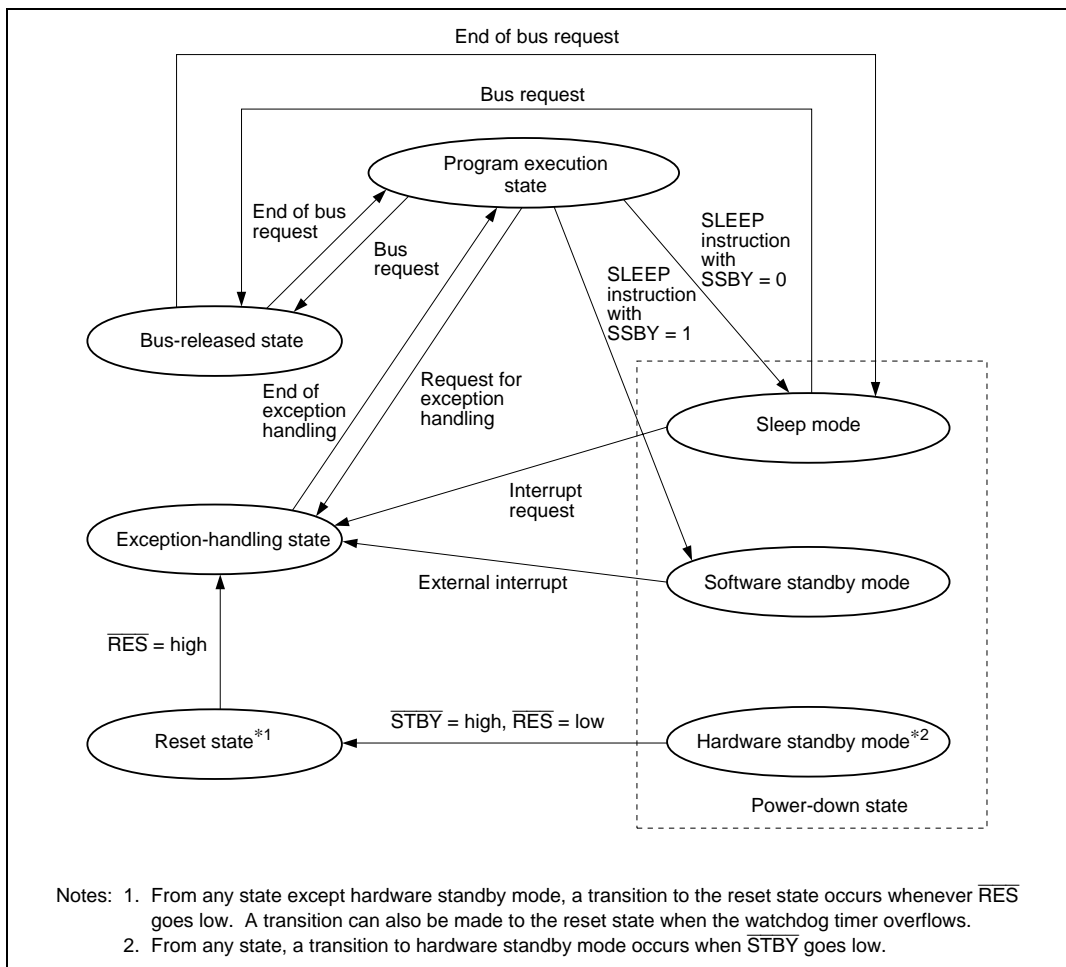 End of bus request
Bus request
Program execution
state
End of bus
request
Bus
request
SLEEP
instruction
with
SSBY = 0
SLEEP
instruction
with
SSBY = 1
Bus-released state
End of
exception
handling
Request for
exception
handling
Sleep mode
Interrupt
request
Exception-handling state
External interrupt
Software standby mode
R̅E̅S̅ = high
S̅T̅B̅Y̅ = high, R̅E̅S̅ = low
Reset state*1
Hardware standby mode*2
Power-down state
Notes: 1. From any state except hardware standby mode, a transition to the reset state occurs whenever R̅E̅S̅
goes low. A transition can also be made to the reset state when the watchdog timer overflows.
2. From any state, a transition to hardware standby mode occurs when S̅T̅B̅Y̅ goes low.